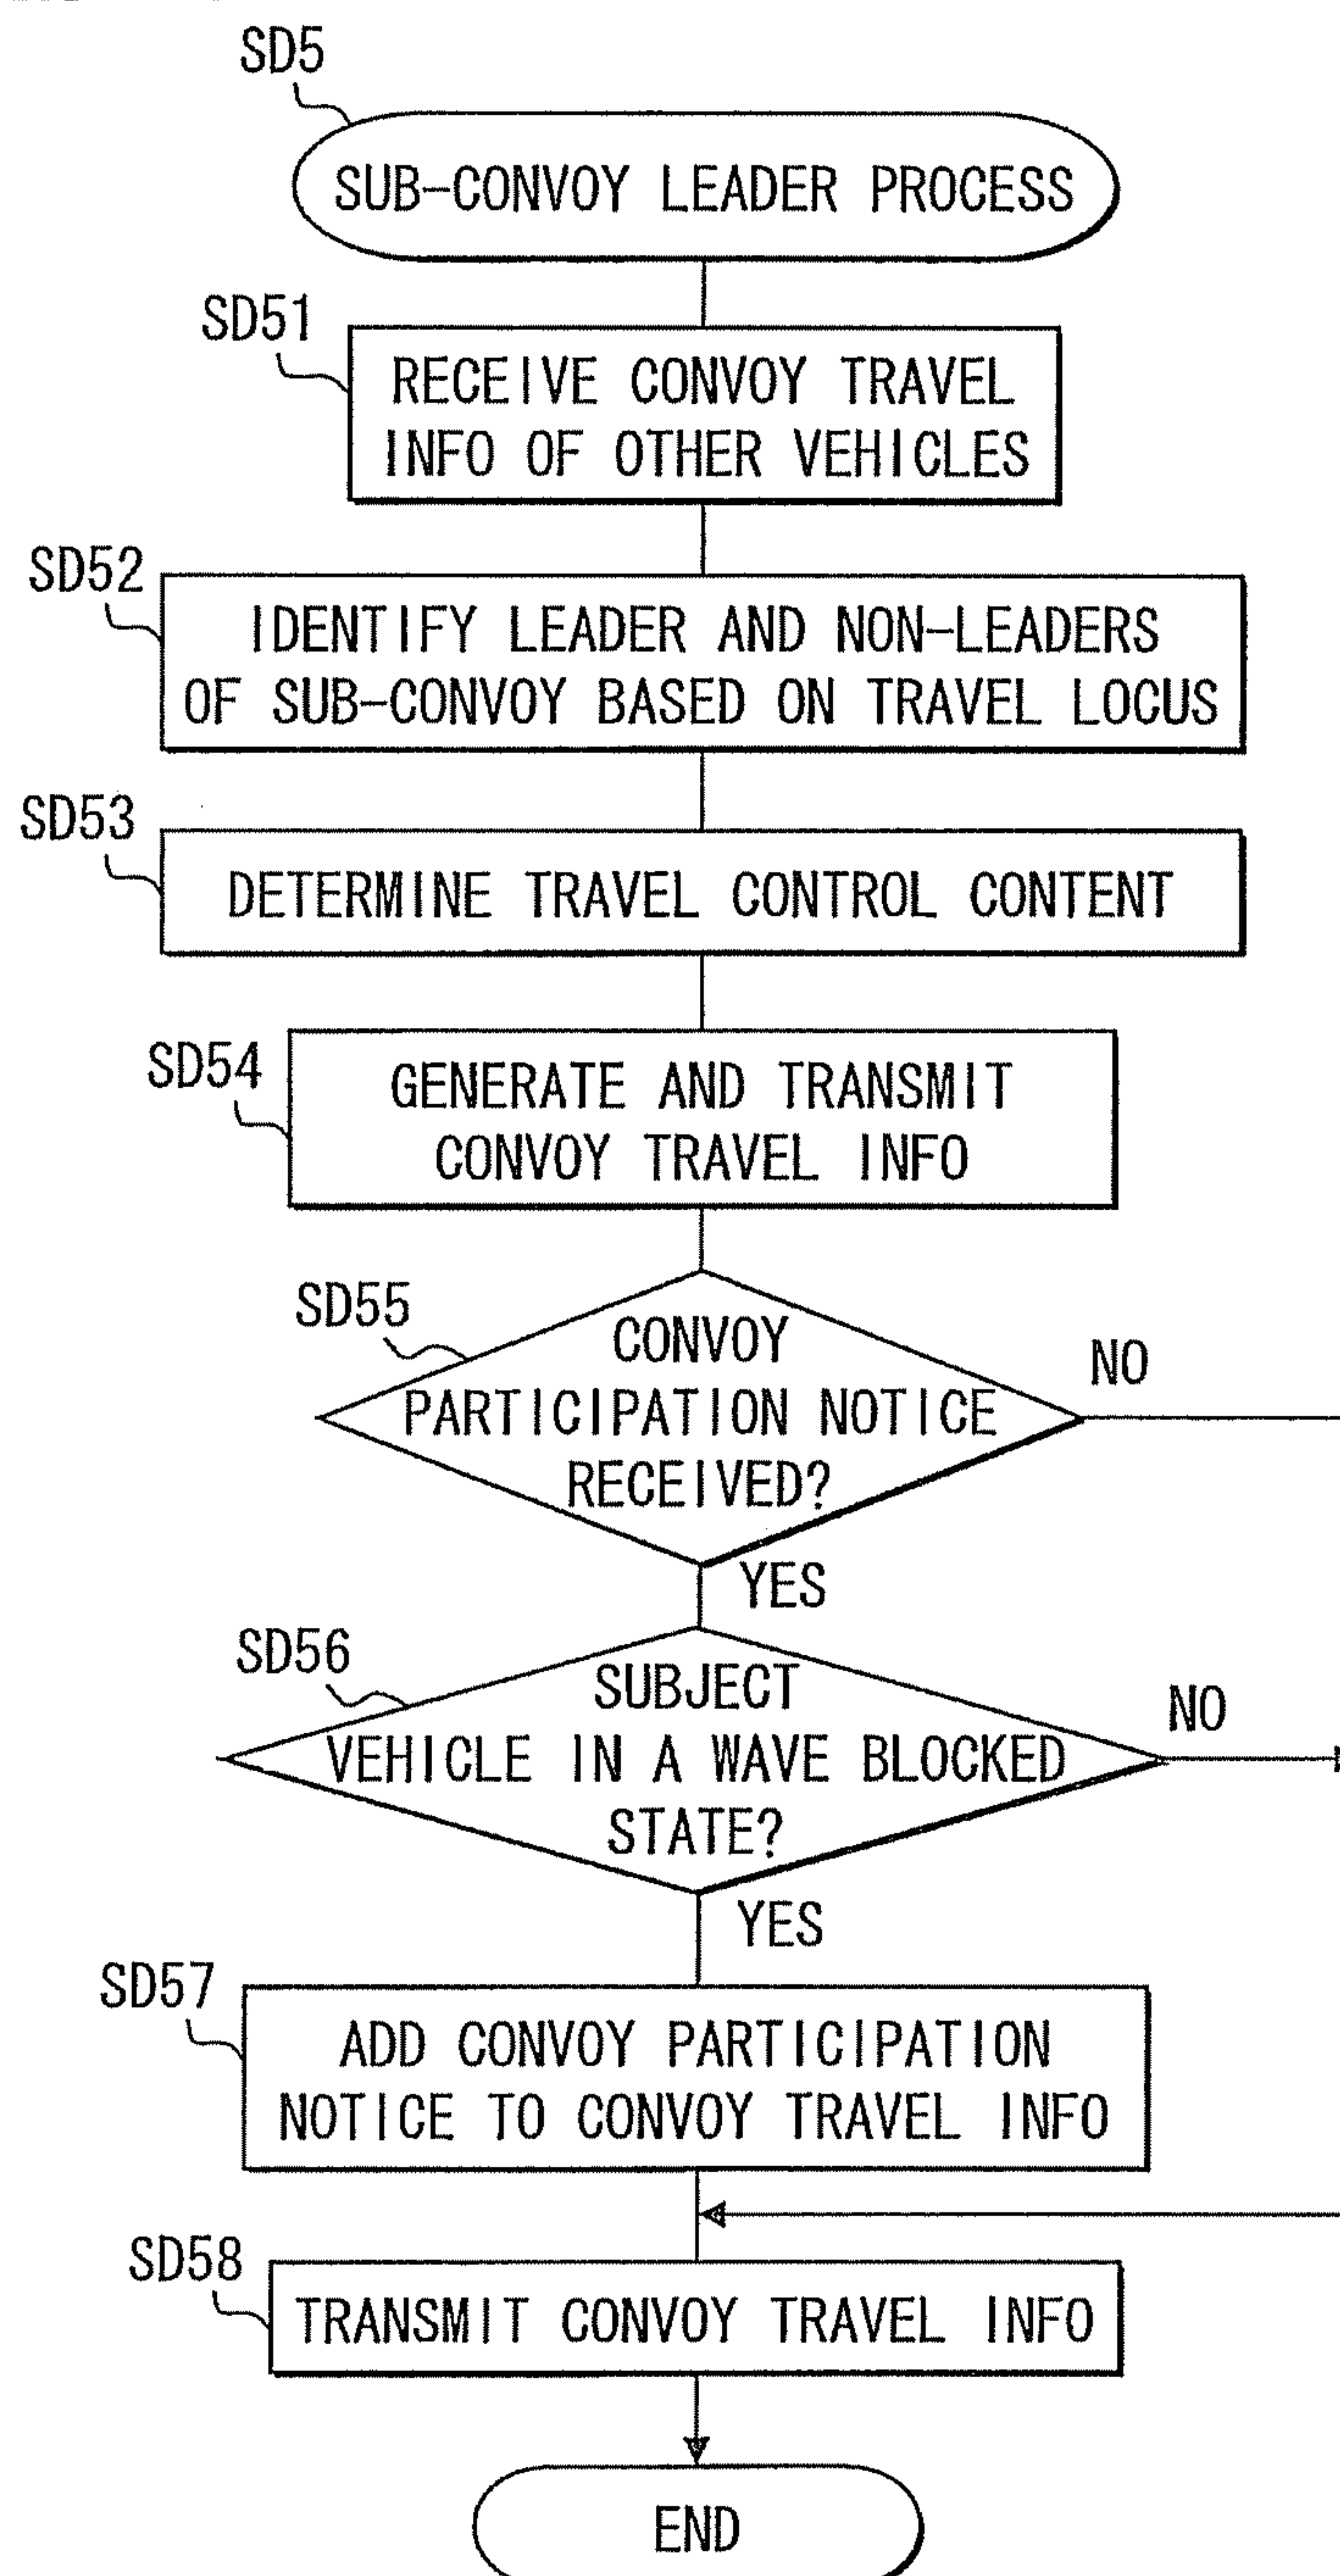 SD5
SUB-CONVOY LEADER PROCESS
SD51
RECEIVE CONVOY TRAVEL
INFO OF OTHER VEHICLES
SD52
IDENTIFY LEADER AND NON-LEADERS
OF SUB-CONVOY BASED ON TRAVEL LOCUS
SD53
DETERMINE TRAVEL CONTROL CONTENT
SD54
GENERATE AND TRANSMIT
CONVOY TRAVEL INFO
SD55
CONVOY
PARTICIPATION NOTICE
RECEIVED?
NO
YES
SD56
SUBJECT
VEHICLE IN A WAVE BLOCKED
STATE?
NO
YES
SD57
ADD CONVOY PARTICIPATION
NOTICE TO CONVOY TRAVEL INFO
SD58
TRANSMIT CONVOY TRAVEL INFO
END